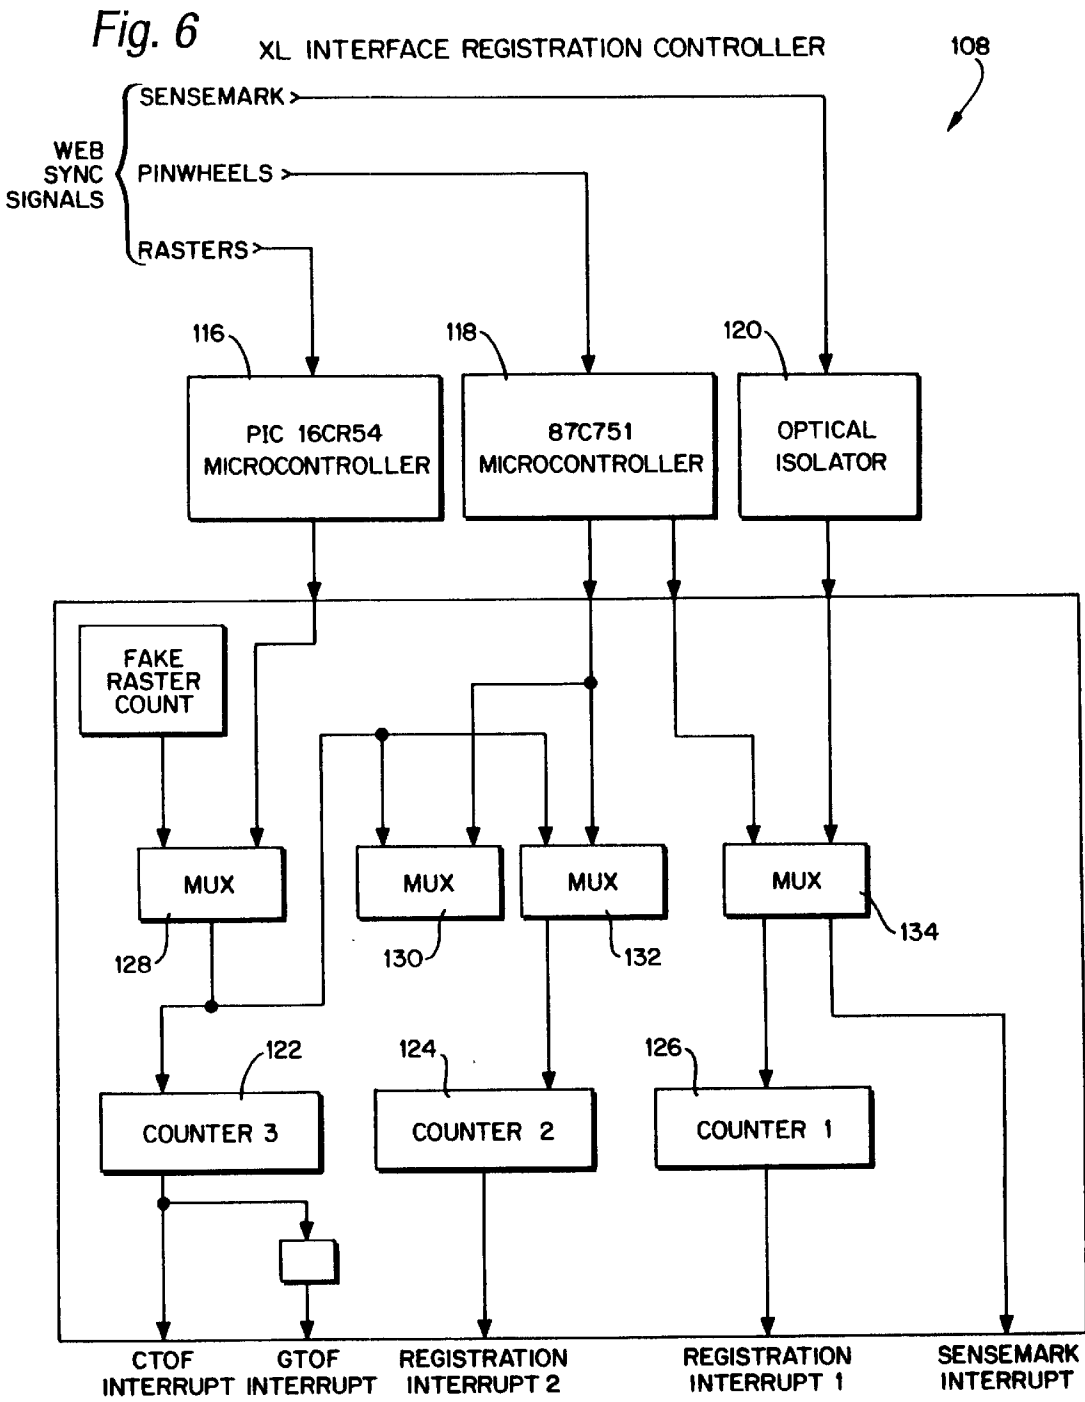 Fig. 6
XL INTERFACE REGISTRATION CONTROLLER
108
SENSEMARK
WEB
SYNC
SIGNALS
PINWHEELS
RASTERS
116
118
120
PIC 16CR54
MICROCONTROLLER
87C751
MICROCONTROLLER
OPTICAL
ISOLATOR
FAKE
RASTER
COUNT
MUX
MUX
MUX
MUX
128
130
132
134
122
124
126
COUNTER 3
COUNTER 2
COUNTER 1
CTOF
INTERRUPT
GTOF
INTERRUPT
REGISTRATION
INTERRUPT 2
REGISTRATION
INTERRUPT 1
SENSEMARK
INTERRUPT